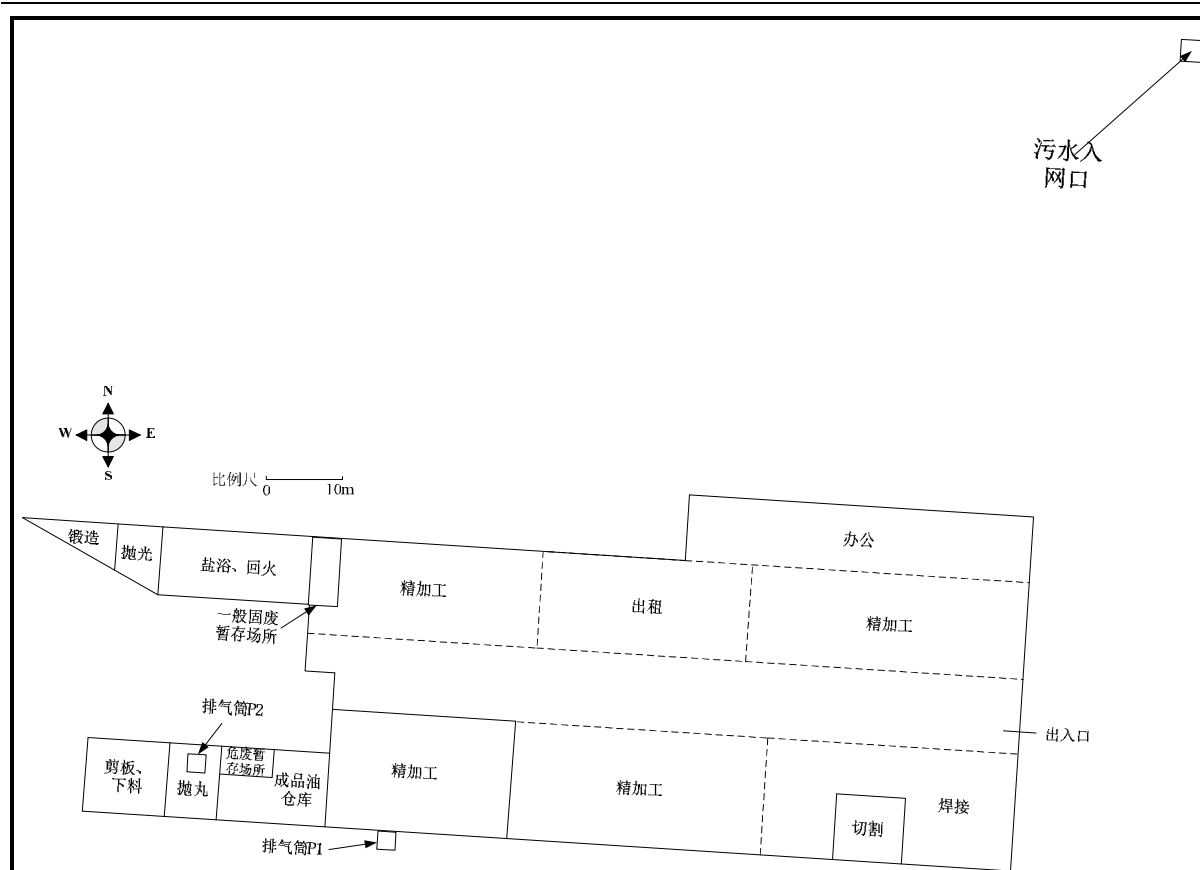 污水入
网口
N
W
E
S
比例尺
0
10m
办公
锻造
抛光
盐浴、回火
精加工
出租
精加工
一般固废
暂存场所
排气筒P2
出入口
剪板、
下料
抛丸
危废暂
存场所
成品油
仓库
精加工
精加工
焊接
切割
排气筒P1